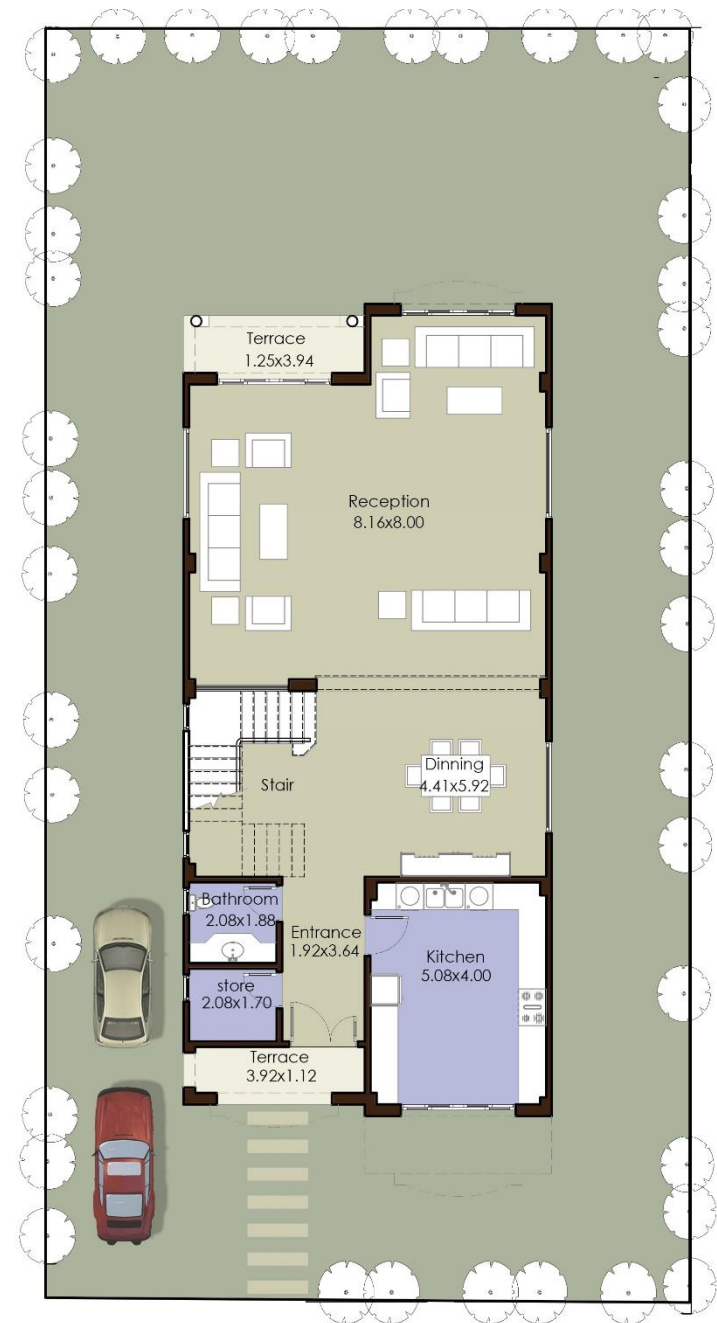 Terrace
1.25x3.94
Reception
8.16x8.00
Dinning
4.41x5.92
Stair
Bathroom
2.08x1.88
Entrance
1.92x3.64
Kitchen
5.08x4.00
store
2.08x1.70
Terrace
3.92x1.12